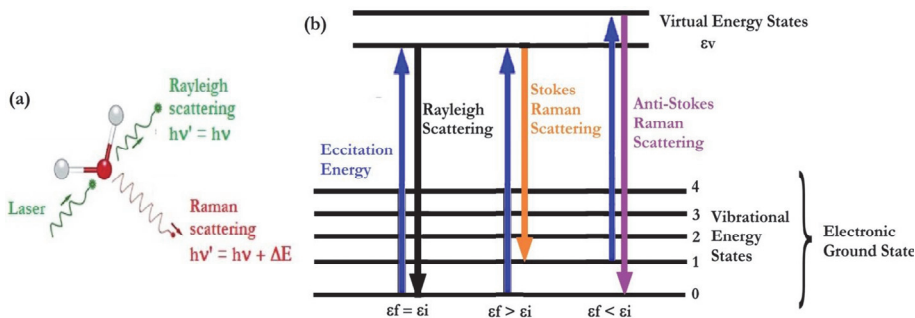 (a)
Rayleigh
scattering
hν' = hν
Laser
Raman
scattering
hν' = hν + ΔE
(b)
Virtual Energy States
εv
Eccitation
Energy
Rayleigh
Scattering
Stokes
Raman
Scattering
Anti-Stokes
Raman
Scattering
4
3
2
1
0
Vibrational
Energy
States
Electronic
Ground State
εf = εi
εf > εi
εf < εi